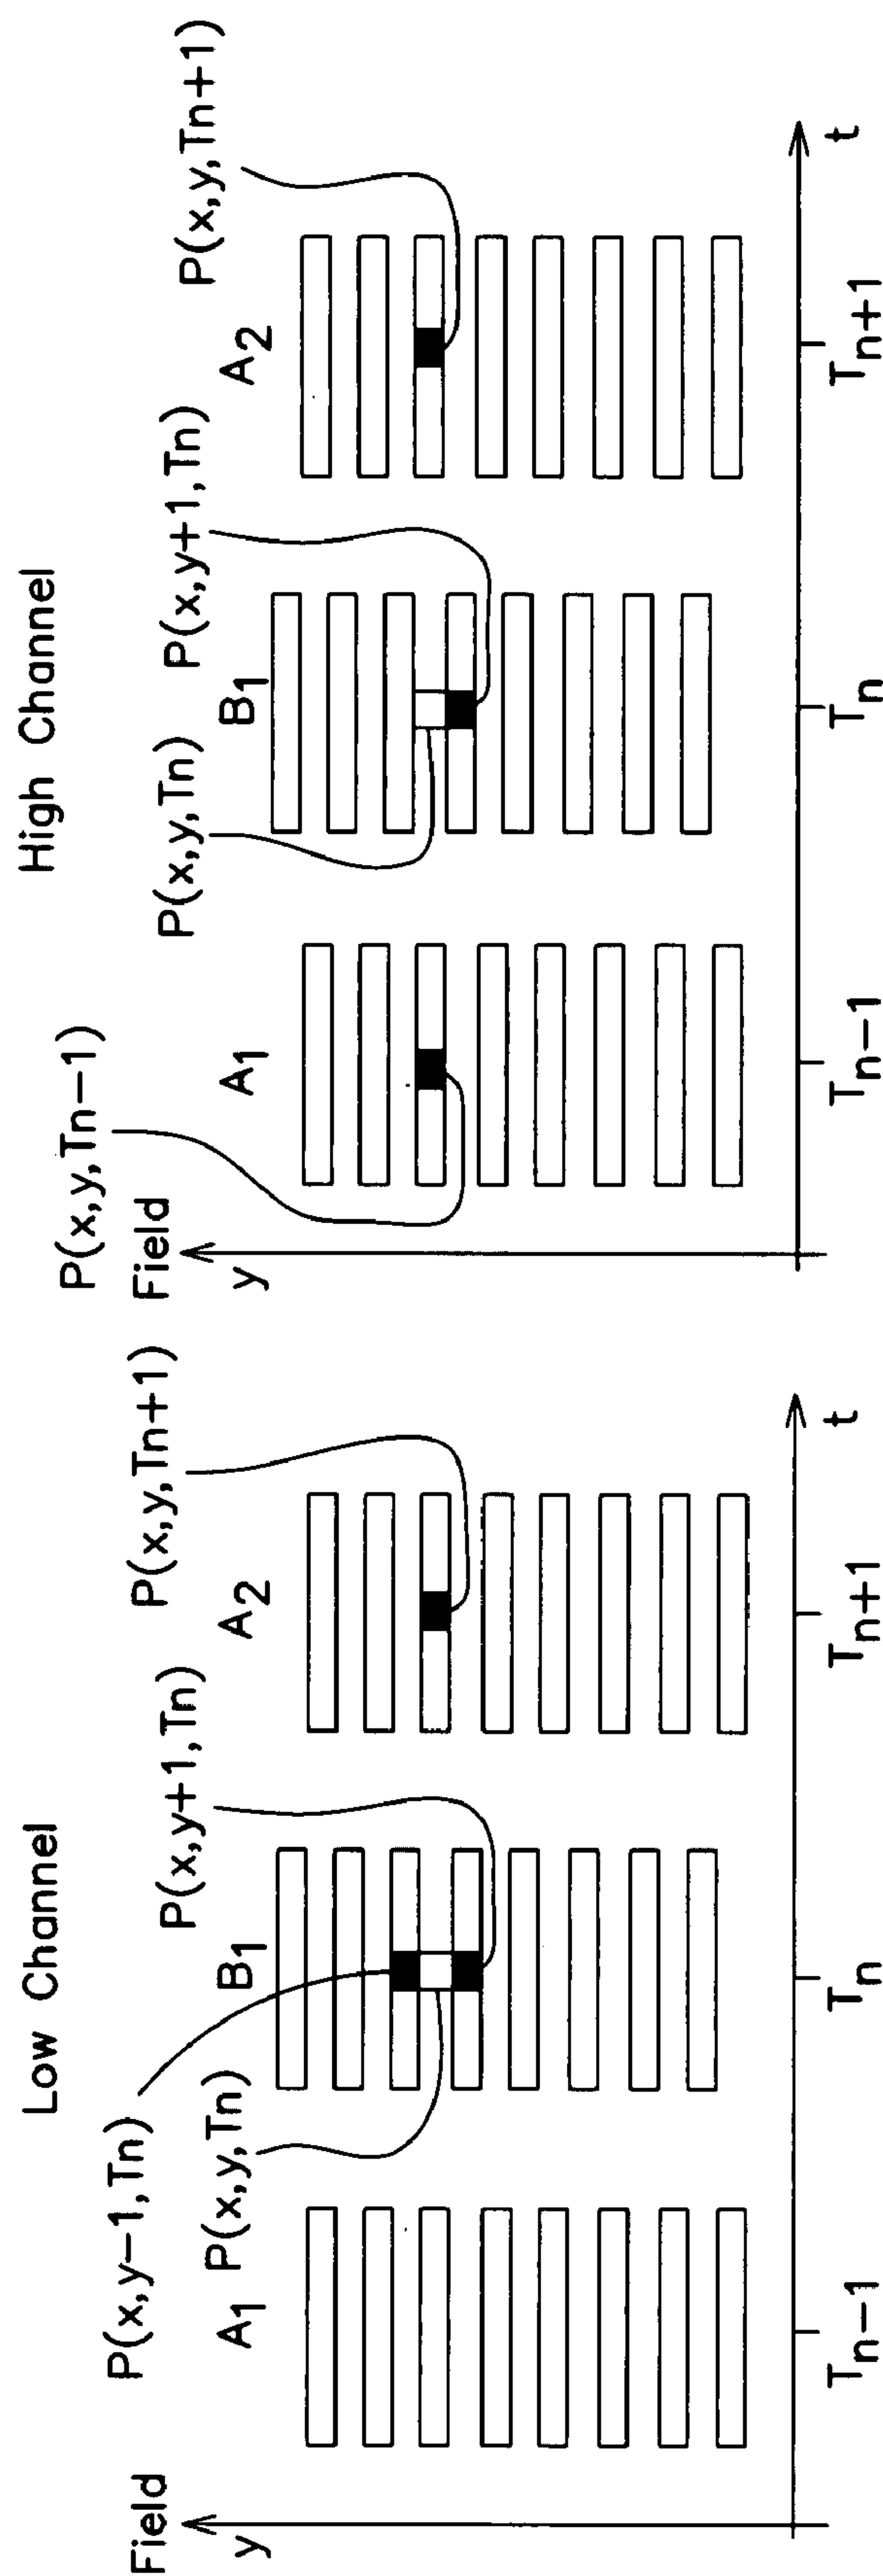 Low Channel
Field
y
P(x,y-1,Tn)
P(x,y,Tn)
P(x,y+1,Tn)
P(x,y,Tn+1)
A1
B1
A2
Tn-1
Tn
Tn+1
t
High Channel
Field
y
P(x,y,Tn-1)
P(x,y,Tn)
P(x,y+1,Tn)
P(x,y,Tn+1)
A1
B1
A2
Tn-1
Tn
Tn+1
t